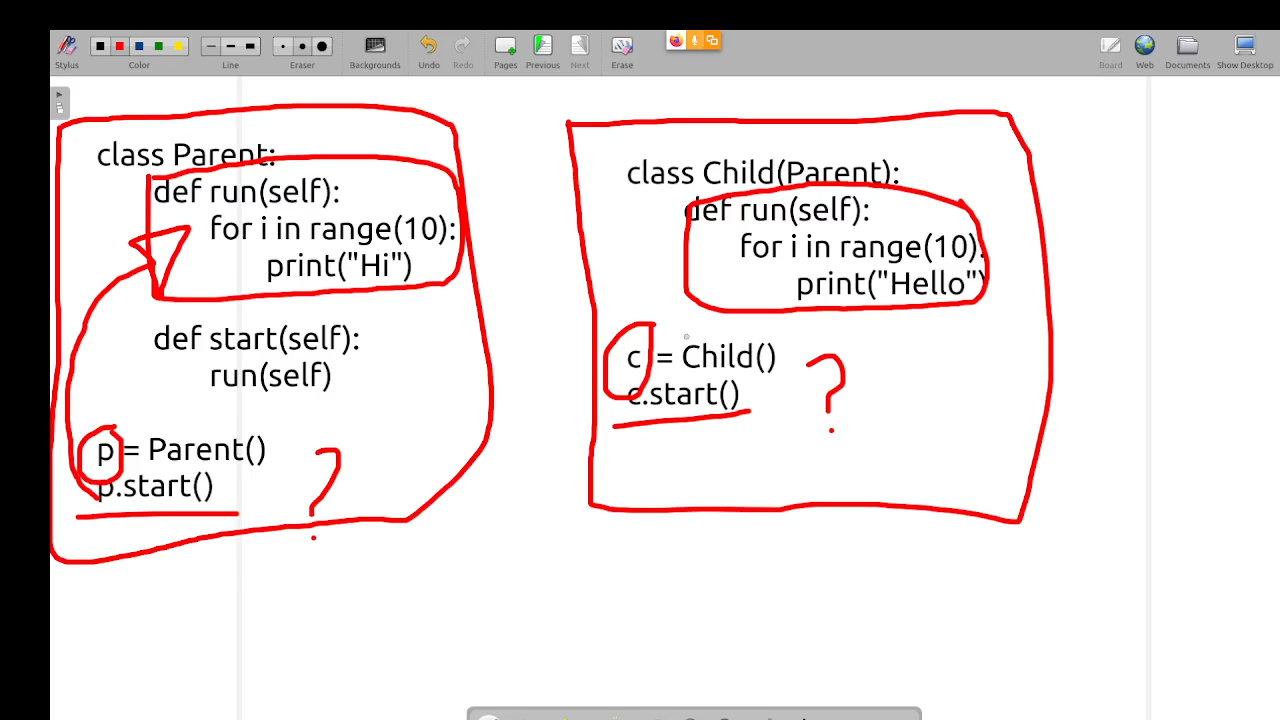 Stylus
Color
Line
Eraser
Backgrounds
Undo
Redo
Pages
Previous
Next
Erase
Board
Web
Documents
Show Desktop
class Parent:
def run(self):
for i in range(10):
print("Hi")
def start(self):
run(self)
p = Parent()
p.start()
?
class Child(Parent):
def run(self):
for i in range(10):
print("Hello")
c = Child()
c.start()
?